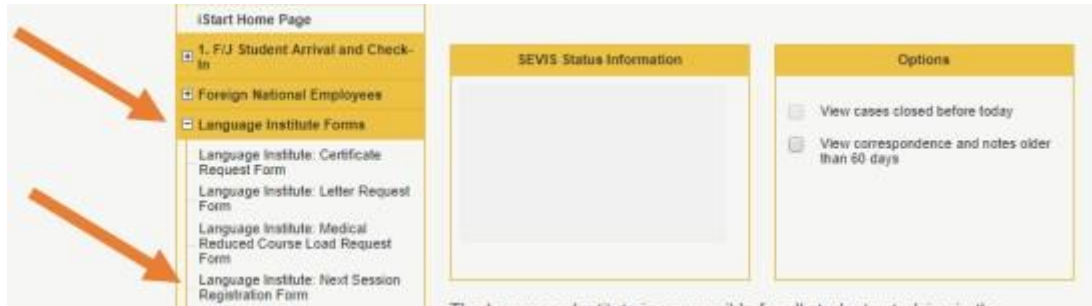 iStart Home Page
1. F/J Student Arrival and Check-
In
Foreign National Employees
Language Institute Forms
Language Institute: Certificate
Request Form
Language Institute: Letter Request
Form
Language Institute: Medical
Reduced Course Load Request
Form
Language Institute: Next Session
Registration Form
SEVIS Status Information
Options
View cases closed before today
View correspondence and notes older
than 60 days